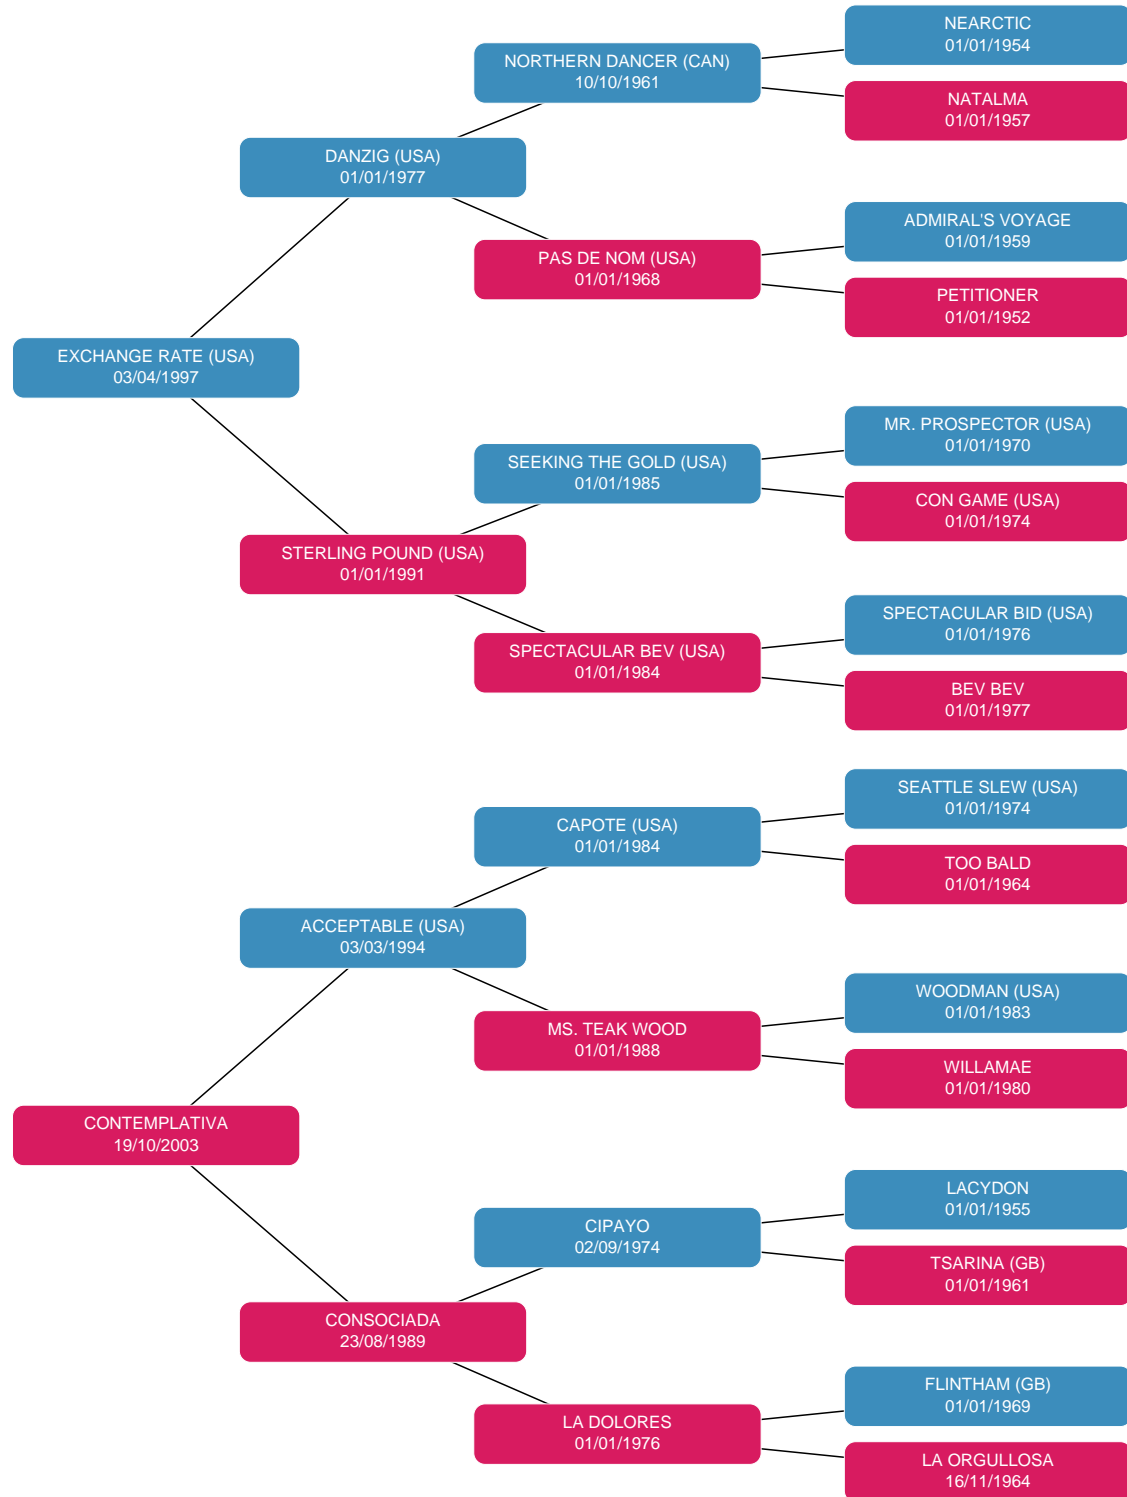 NEARCTIC
01/01/1954
NORTHERN DANCER (CAN)
10/10/1961
NATALMA
01/01/1957
DANZIG (USA)
01/01/1977
ADMIRAL'S VOYAGE
01/01/1959
PAS DE NOM (USA)
01/01/1968
PETITIONER
01/01/1952
EXCHANGE RATE (USA)
03/04/1997
MR. PROSPECTOR (USA)
01/01/1970
SEEKING THE GOLD (USA)
01/01/1985
CON GAME (USA)
01/01/1974
STERLING POUND (USA)
01/01/1991
SPECTACULAR BID (USA)
01/01/1976
SPECTACULAR BEV (USA)
01/01/1984
BEV BEV
01/01/1977
SEATTLE SLEW (USA)
01/01/1974
CAPOTE (USA)
01/01/1984
TOO BALD
01/01/1964
ACCEPTABLE (USA)
03/03/1994
WOODMAN (USA)
01/01/1983
MS. TEAK WOOD
01/01/1988
WILLAMAE
01/01/1980
CONTEMPLATIVA
19/10/2003
LACYDON
01/01/1955
CIPAYO
02/09/1974
TSARINA (GB)
01/01/1961
CONSOCIADA
23/08/1989
FLINTHAM (GB)
01/01/1969
LA DOLORES
01/01/1976
LA ORGULLOSA
16/11/1964